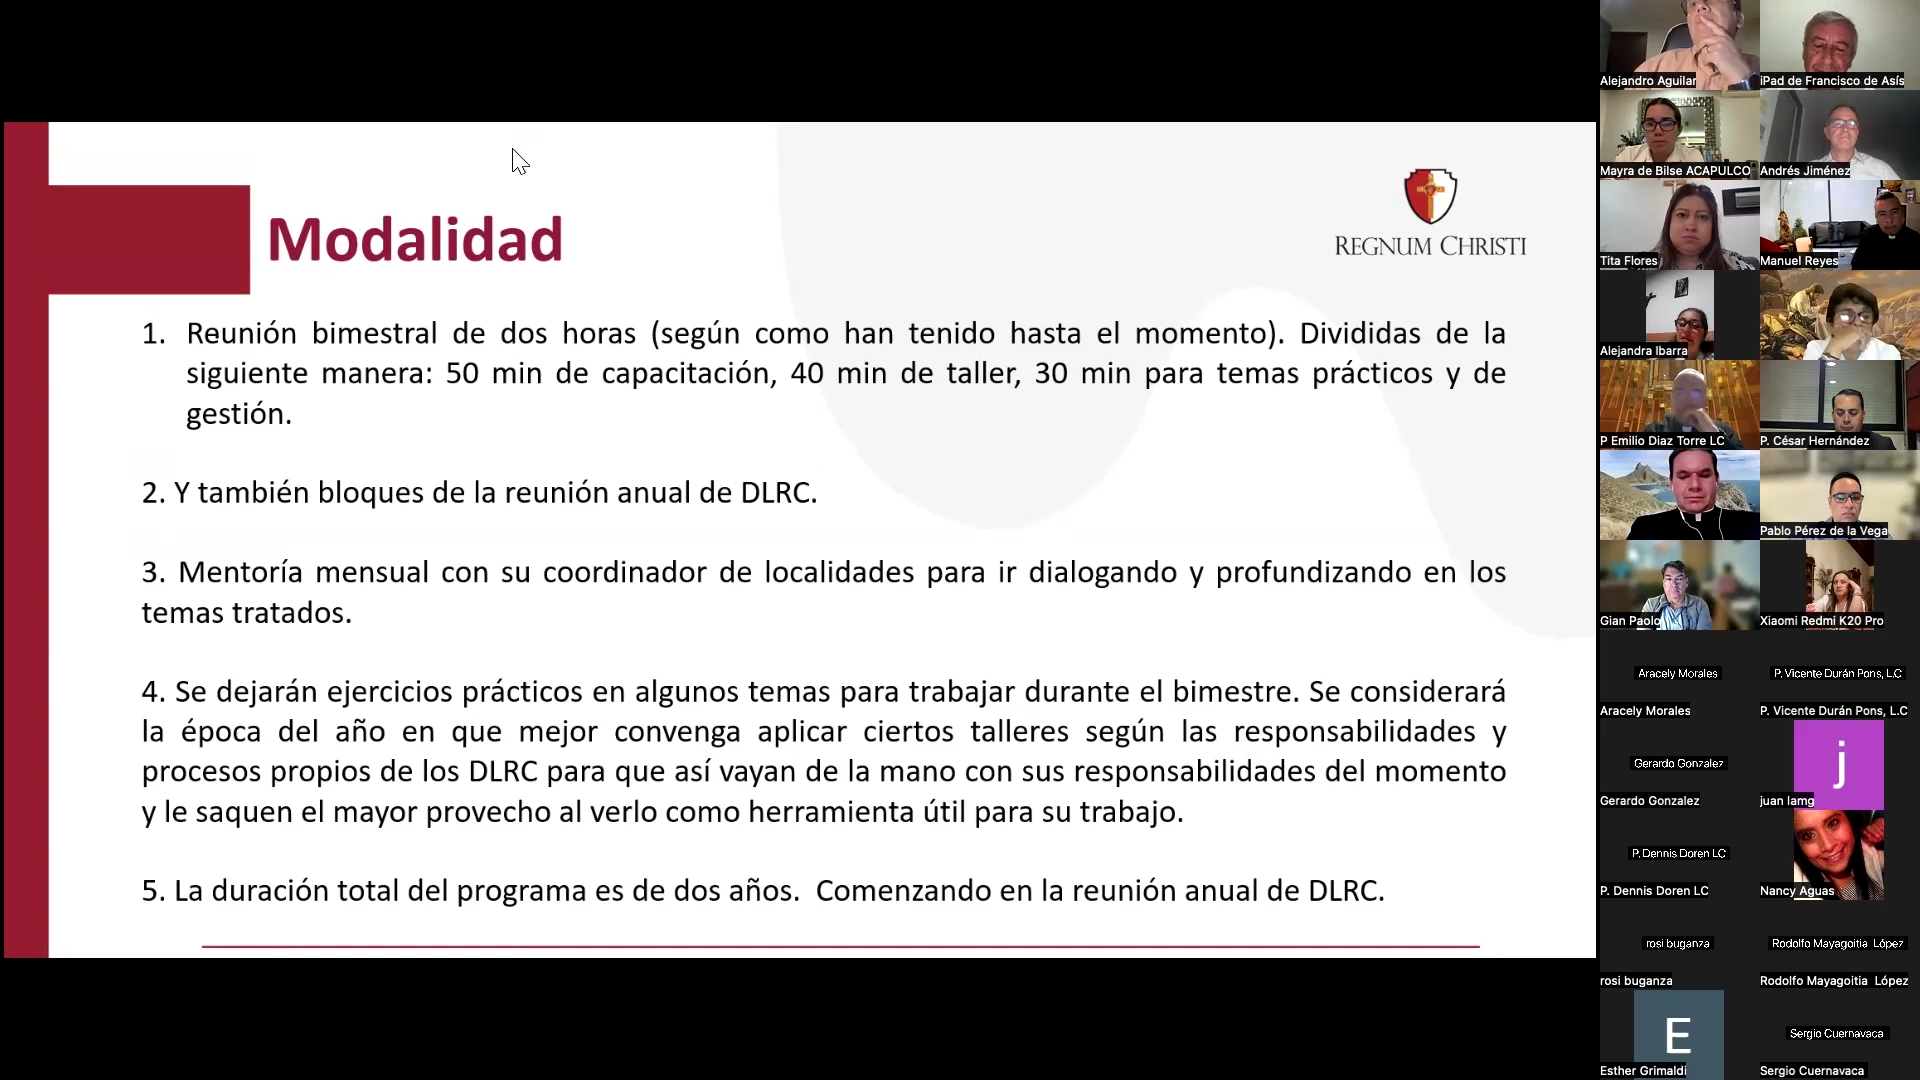 Modalidad
REGNUM CHRISTI
1. Reunión bimestral de dos horas (según como han tenido hasta el momento). Divididas de la
siguiente manera: 50 min de capacitación, 40 min de taller, 30 min para temas prácticos y de
gestión.
2. Y también bloques de la reunión anual de DLRC.
3. Mentoría mensual con su coordinador de localidades para ir dialogando y profundizando en los
temas tratados.
4. Se dejarán ejercicios prácticos en algunos temas para trabajar durante el bimestre. Se considerará
la época del año en que mejor convenga aplicar ciertos talleres según las responsabilidades y
procesos propios de los DLRC para que así vayan de la mano con sus responsabilidades del momento
y le saquen el mayor provecho al verlo como herramienta útil para su trabajo.
5. La duración total del programa es de dos años. Comenzando en la reunión anual de DLRC.
Alejandro Aguilar
iPad de Francisco de Asís
Mayra de Bilse ACAPULCO
Andrés Jiménez
Tita Flores
Manuel Reyes
Alejandra Ibarra
P Emilio Diaz Torre LC
P. César Hernández
Pablo Pérez de la Vega
Gian Paolo
Xiaomi Redmi K20 Pro
Aracely Morales
P. Vicente Durán Pons, L.C
Aracely Morales
P. Vicente Durán Pons, L.C
Gerardo Gonzalez
j
Gerardo Gonzalez
juan lamg
P. Dennis Doren LC
P. Dennis Doren LC
Nancy Aguas
rosi buganza
Rodolfo Mayagoitia López
rosi buganza
Rodolfo Mayagoitia López
E
Sergio Cuernavaca
Esther Grimaldi
Sergio Cuernavaca